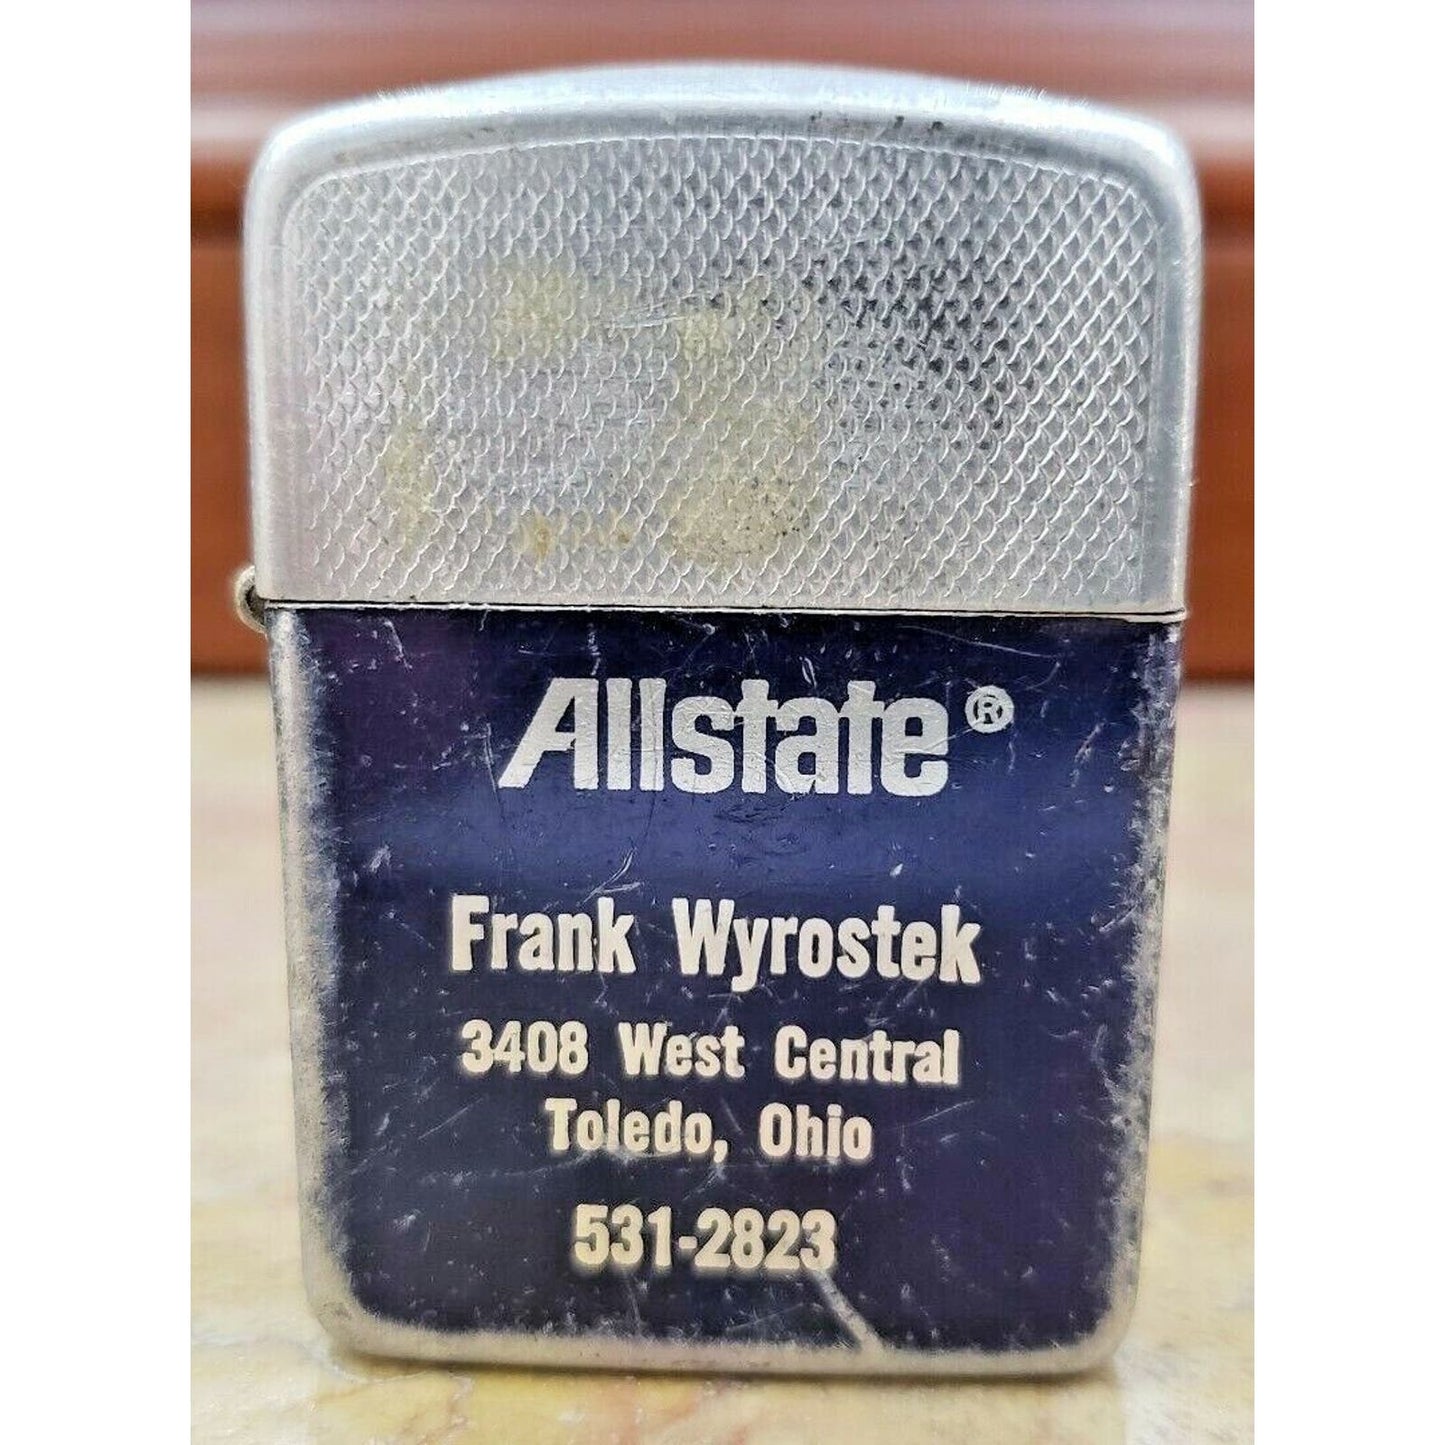 Allstate®
Frank Wyrostek
3408 West Central
Toledo, Ohio
531-2823